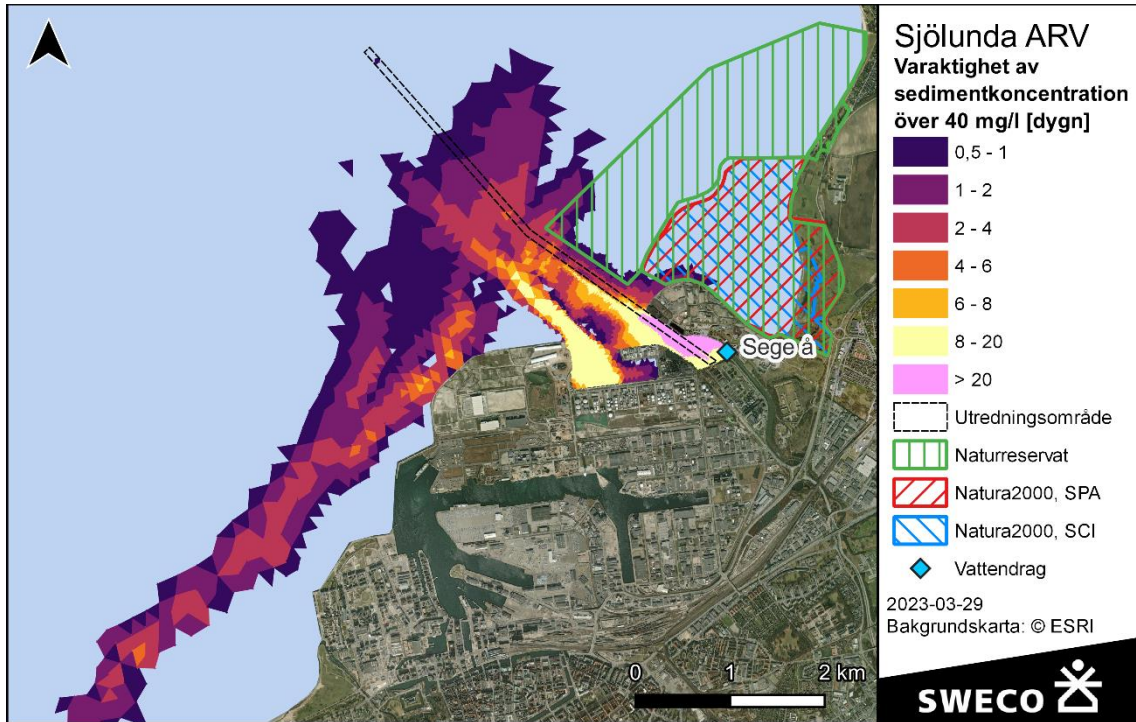 Sjölunda ARV
Varaktighet av
sedimentkoncentration
över 40 mg/l [dygn]
0,5 - 1
1 - 2
2 - 4
4 - 6
6 - 8
8 - 20
> 20
Utredningsområde
Naturreservat
Natura2000, SPA
Natura2000, SCI
Vattendrag
2023-03-29
Bakgrundskarta: © ESRI
SWECO
Sege å
0 1 2 km